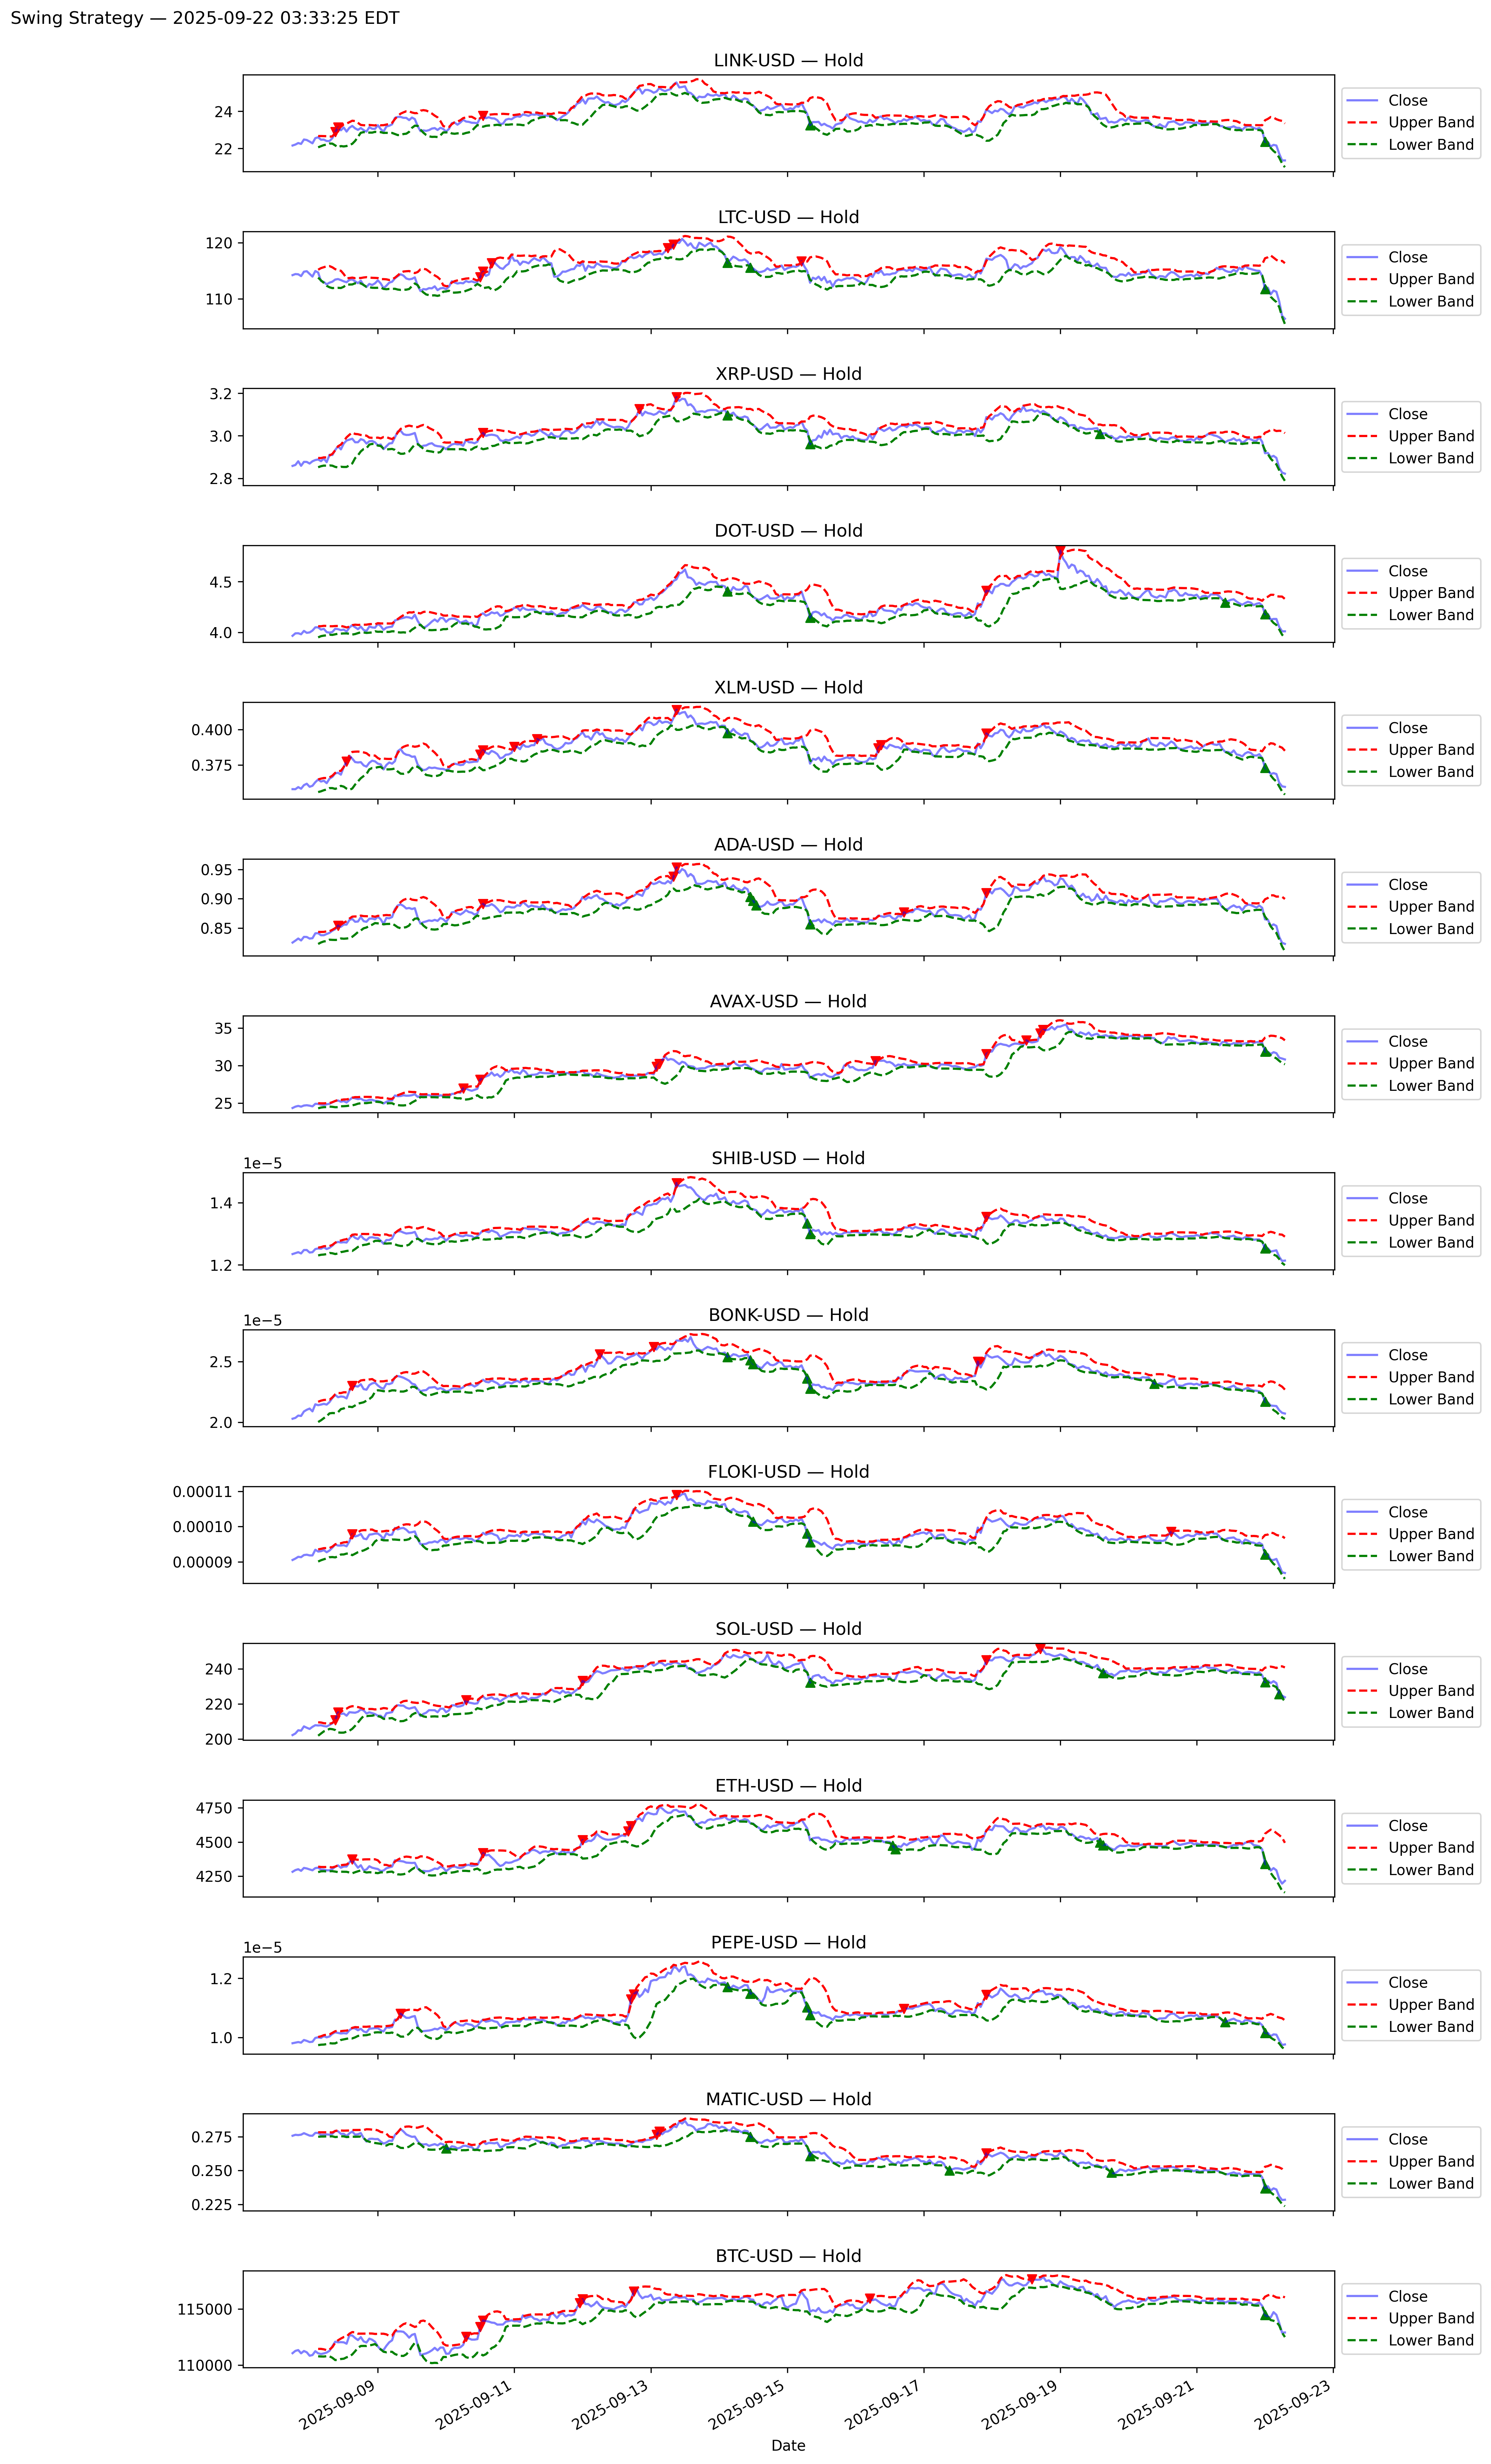 Swing Strategy — 2025-09-22 03:33:25 EDT
LINK-USD — Hold
24
22
Close
Upper Band
Lower Band
LTC-USD — Hold
120
110
Close
Upper Band
Lower Band
XRP-USD — Hold
3.2
3.0
2.8
Close
Upper Band
Lower Band
DOT-USD — Hold
4.5
4.0
Close
Upper Band
Lower Band
XLM-USD — Hold
0.400
0.375
Close
Upper Band
Lower Band
ADA-USD — Hold
0.95
0.90
0.85
Close
Upper Band
Lower Band
AVAX-USD — Hold
35
30
25
Close
Upper Band
Lower Band
SHIB-USD — Hold
1e−5
1.4
1.2
Close
Upper Band
Lower Band
BONK-USD — Hold
1e−5
2.5
2.0
Close
Upper Band
Lower Band
FLOKI-USD — Hold
0.00011
0.00010
0.00009
Close
Upper Band
Lower Band
SOL-USD — Hold
240
220
200
Close
Upper Band
Lower Band
ETH-USD — Hold
4750
4500
4250
Close
Upper Band
Lower Band
PEPE-USD — Hold
1e−5
1.2
1.0
Close
Upper Band
Lower Band
MATIC-USD — Hold
0.275
0.250
0.225
Close
Upper Band
Lower Band
BTC-USD — Hold
115000
110000
Close
Upper Band
Lower Band
2025-09-09
2025-09-11
2025-09-13
2025-09-15
2025-09-17
2025-09-19
2025-09-21
2025-09-23
Date